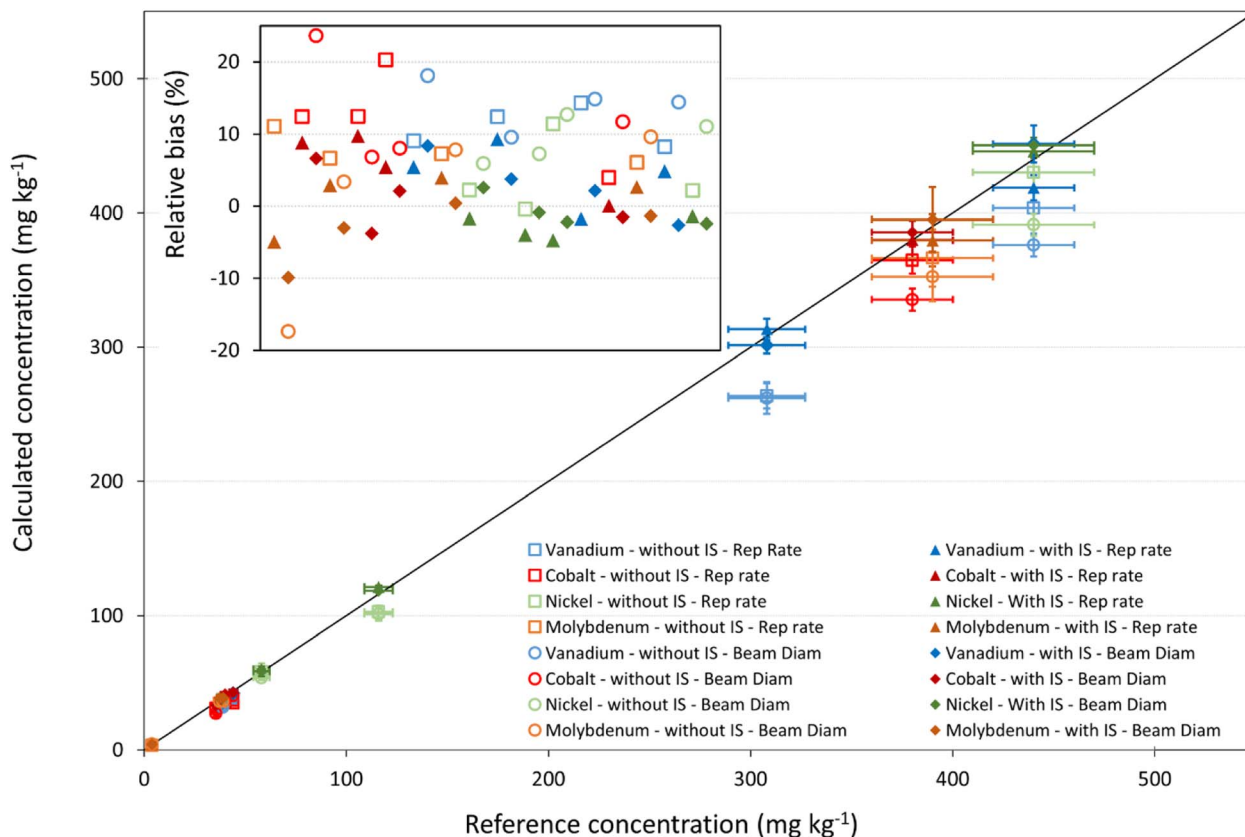 500
400
300
200
100
0
Calculated concentration (mg kg-1)
20
10
0
-10
-20
Relative bias (%)
Vanadium - without IS - Rep Rate
Cobalt - without IS - Rep rate
Nickel - without IS - Rep rate
Molybdenum - without IS - Rep rate
Vanadium - without IS - Beam Diam
Cobalt - without IS - Beam Diam
Nickel - without IS - Beam Diam
Molybdenum - without IS - Beam Diam
Vanadium - with IS - Rep rate
Cobalt - with IS - Rep rate
Nickel - With IS - Rep rate
Molybdenum - with IS - Rep rate
Vanadium - with IS - Beam Diam
Cobalt - with IS - Beam Diam
Nickel - With IS - Beam Diam
Molybdenum - with IS - Beam Diam
0 100 200 300 400 500
Reference concentration (mg kg-1)